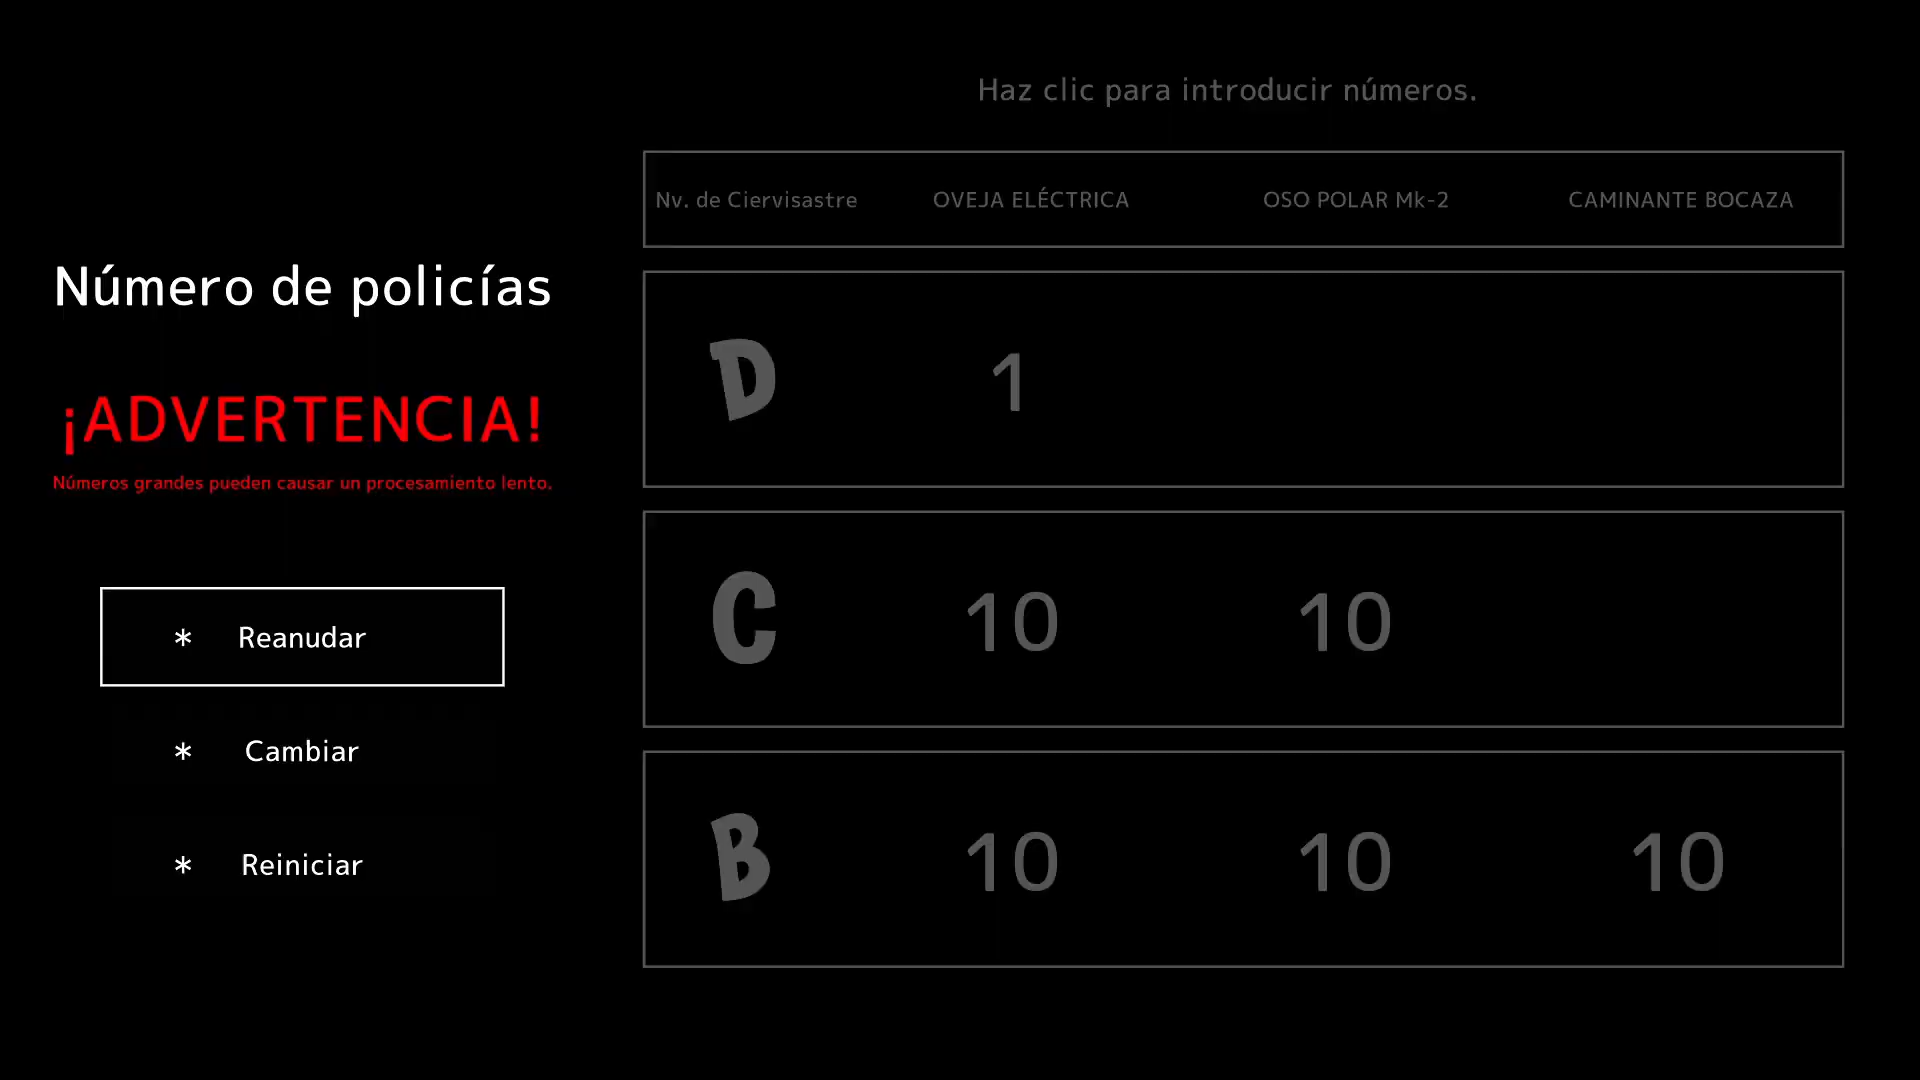 Número de policías
¡ADVERTENCIA!
Números grandes pueden causar un procesamiento lento.
* Reanudar
* Cambiar
* Reiniciar
Haz clic para introducir números.
Nv. de Ciervisastre OVEJA ELÉCTRICA OSO POLAR Mk-2 CAMINANTE BOCAZA
D 1
C 10 10
B 10 10 10